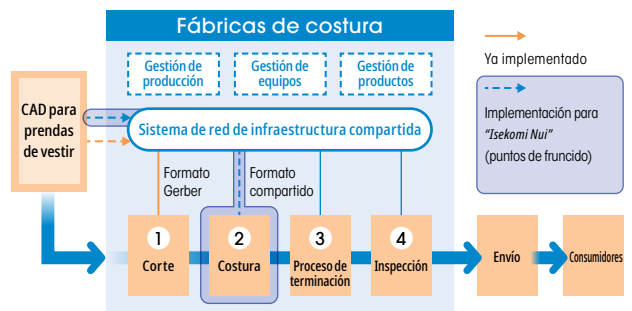 Fábricas de costura
Gestión de
producción
Gestión de
equipos
Gestión de
productos
Ya implementado
Implementación para
"Isekomi Nui"
(puntos de fruncido)
CAD para
prendas
de vestir
Sistema de red de infraestructura compartida
Formato
Gerber
Formato
compartido
1
Corte
2
Costura
3
Proceso de
terminación
4
Inspección
Envío
Consumidores